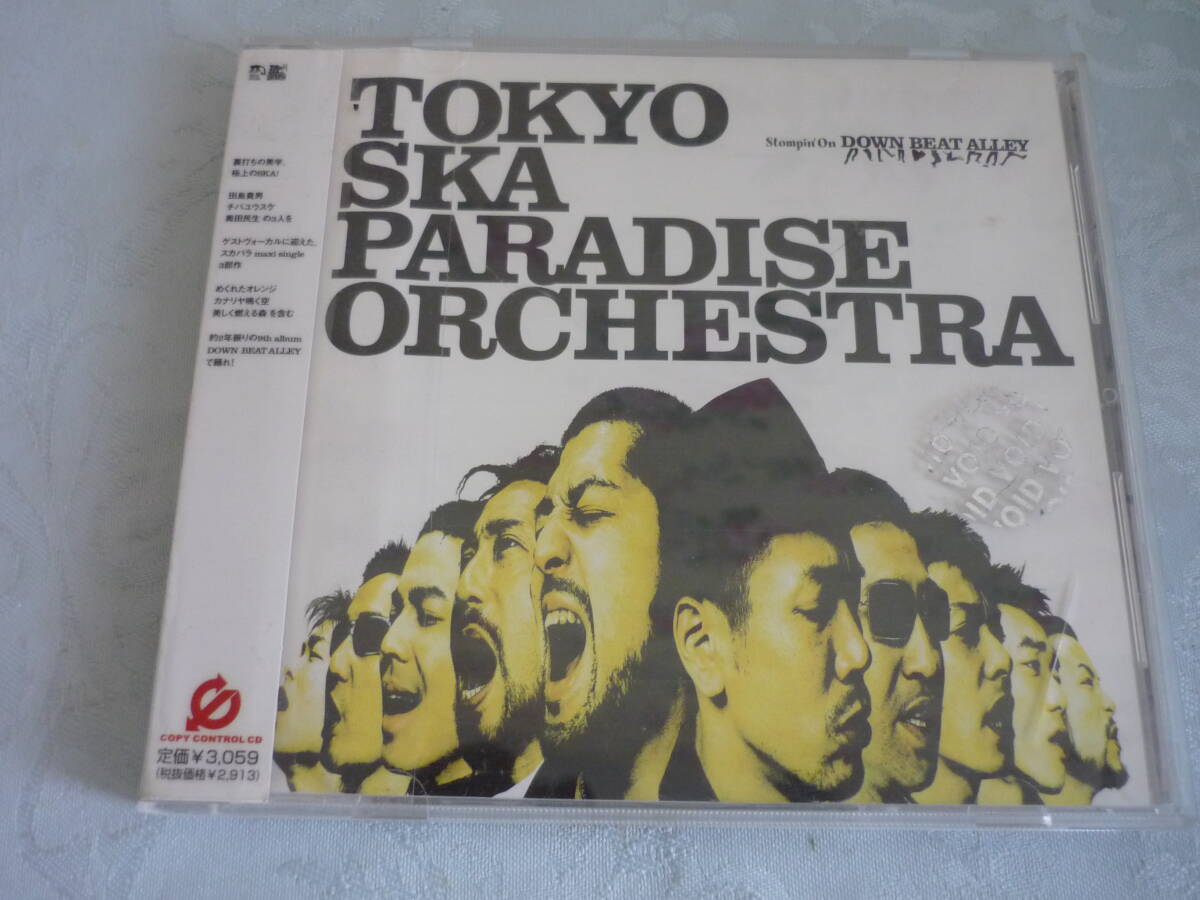 裏打ちの美学、
極上のSKA!
田島貴男
チバユウスケ
奥田民生 の3人を
ゲストヴォーカルに迎えた、
スカパラ maxi single
3部作
めくれたオレンジ
カナリヤ鳴く空
美しく燃える森 を含む
約2年振りの9th album
DOWN BEAT ALLEY
で踊れ!
COPY CONTROL CD
定価¥3,059
(税抜価格¥2,913)
TOKYO
SKA
PARADISE
ORCHESTRA
Stompin' On DOWN BEAT ALLEY
VOID
VOID
VOID